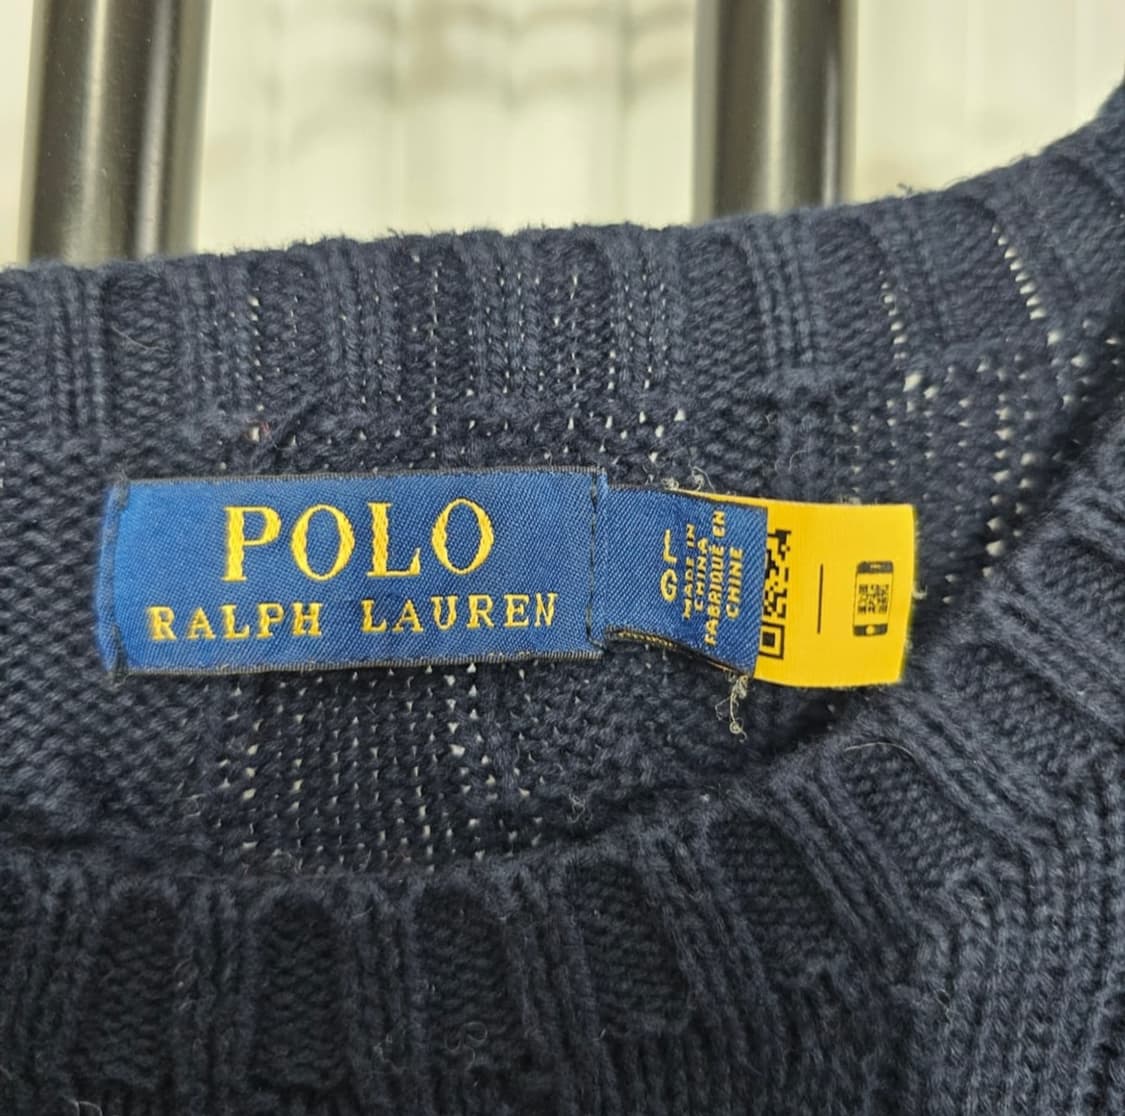 POLO
RALPH LAUREN
L
G
MADE IN
CHINA
FABRIQUÉ EN
CHINE